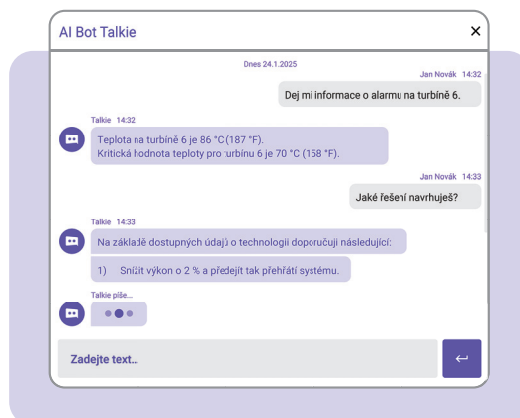 AI Bot Talkie
Dnes 24.1.2025
Jan Novák 14:32
Dej mi informace o alarmu na turbíně 6.
Talkie 14:32
Teplota na turbíně 6 je 86 °C (187 °F).
Kritická hodnota teploty pro turbínu 6 je 70 °C (158 °F).
Jan Novák 14:33
Jaké řešení navrhuješ?
Talkie 14:33
Na základě dostupných údajů o technologii doporučuji následující:
1) Snížit výkon o 2 % a předejít tak přehřátí systému.
Talkie píše...
Zadejte text..